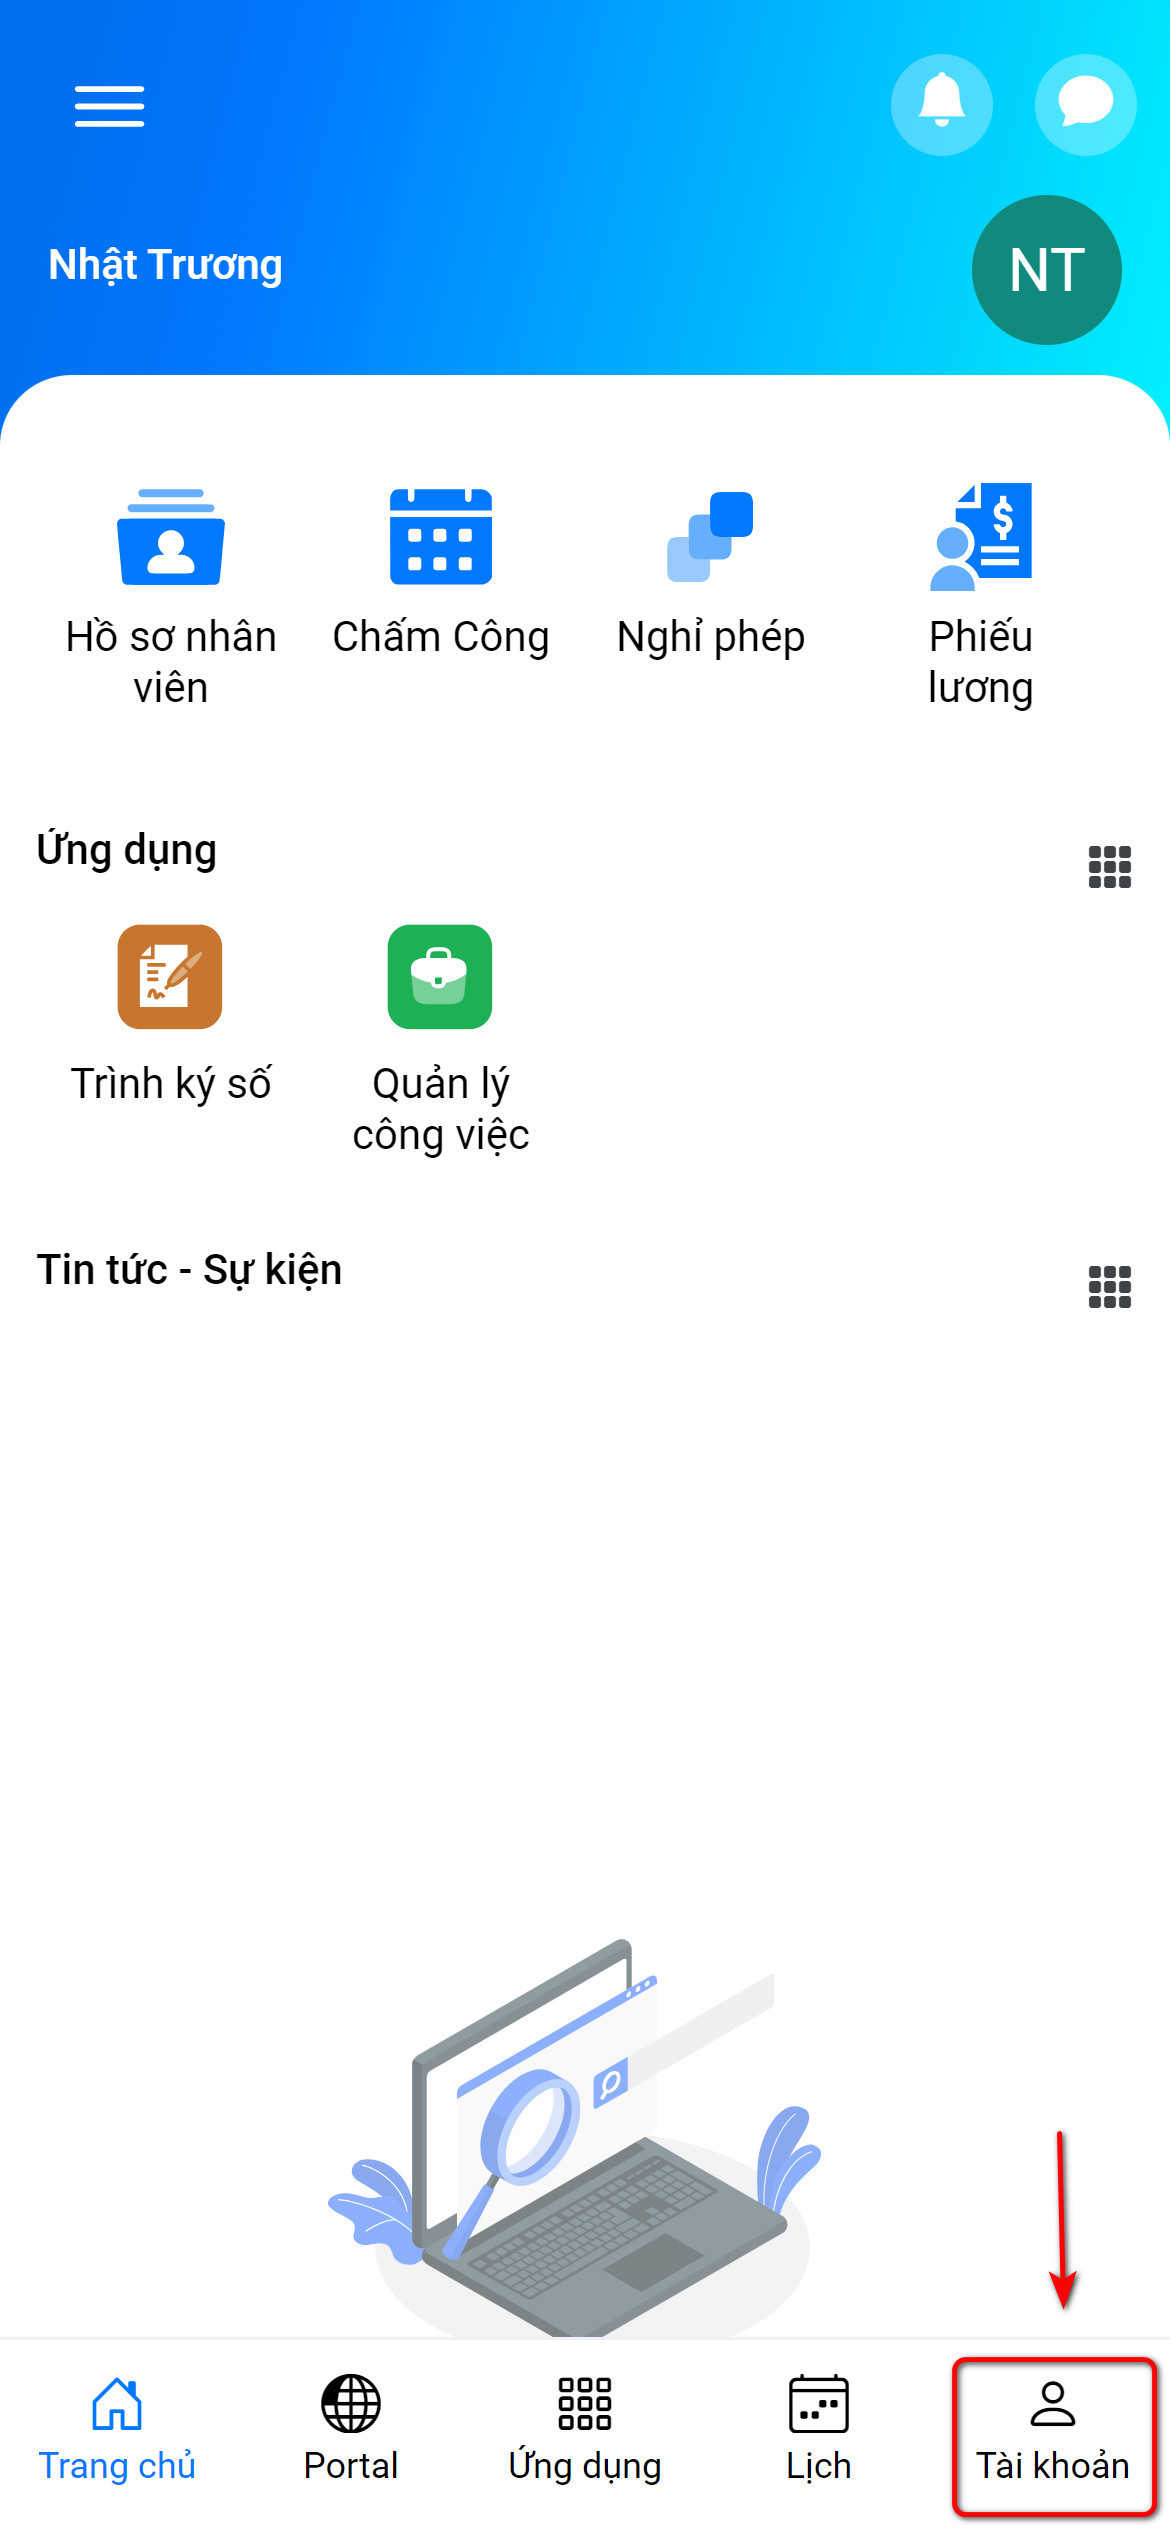 Nhật Trương
NT
Hồ sơ nhân
viên
Chấm Công
Nghỉ phép
Phiếu
lương
Ứng dụng
Trình ký số
Quản lý
công việc
Tin tức - Sự kiện
Trang chủ
Portal
Ứng dụng
Lịch
Tài khoản